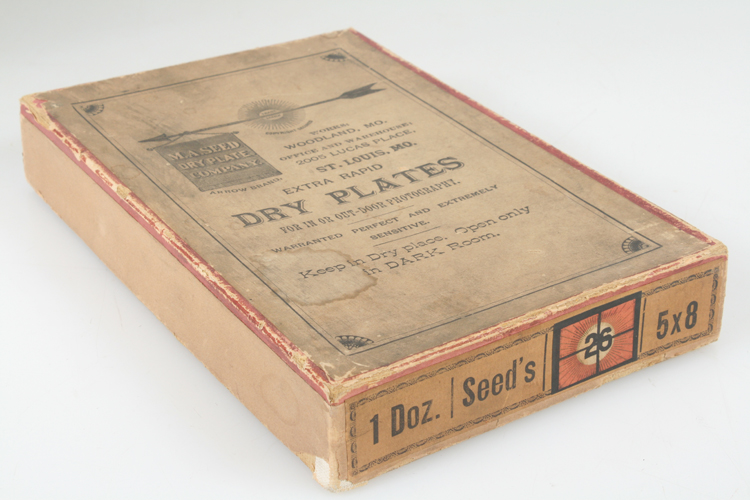 WORKS:
WOODLAND, MO.
OFFICE AND WAREHOUSE:
2005 LUCAS PLACE,
ST. LOUIS, MO.
M.A. SEED
DRY-PLATE
COMPANY.
ARROW BRAND.
EXTRA RAPID
DRY PLATES
FOR IN OR OUT-DOOR PHOTOGRAPHY.
WARRANTED PERFECT AND EXTREMELY
SENSITIVE.
Keep in Dry place. Open only
in DARK Room.
1 Doz. Seed's 26 5x8